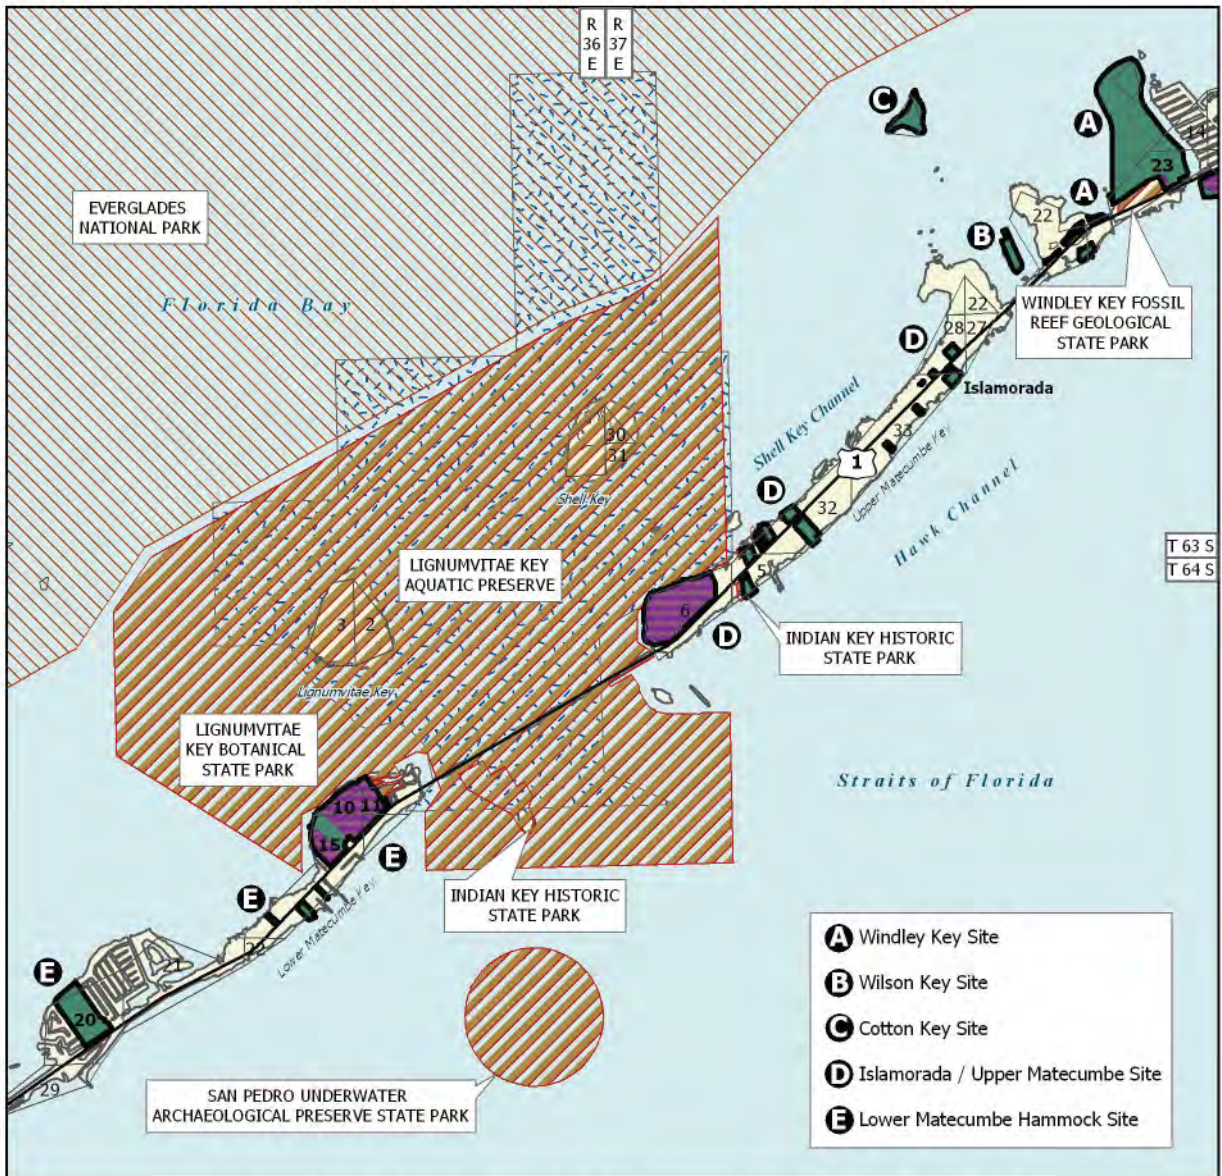 R
36
E
R
37
E
C
A
14
23
EVERGLADES
NATIONAL PARK
A
22
B
Florida Bay
22
28
27
WINDLEY KEY FOSSIL
REEF GEOLOGICAL
STATE PARK
D
Islamorada
30
31
Shell Key
Shell Key Channel
33
1
Upper Matecumbe Key
D
32
Hawk Channel
T 63 S
T 64 S
LIGNUMVITAE KEY
AQUATIC PRESERVE
5
6
3
2
D
INDIAN KEY HISTORIC
STATE PARK
Lignumvitae Key
LIGNUMVITAE
KEY BOTANICAL
STATE PARK
Straits of Florida
10
11
15
E
E
INDIAN KEY HISTORIC
STATE PARK
Lower Matecumbe Key
22
21
E
20
29
SAN PEDRO UNDERWATER
ARCHAEOLOGICAL PRESERVE STATE PARK
A Windley Key Site
B Wilson Key Site
C Cotton Key Site
D Islamorada / Upper Matecumbe Site
E Lower Matecumbe Hammock Site